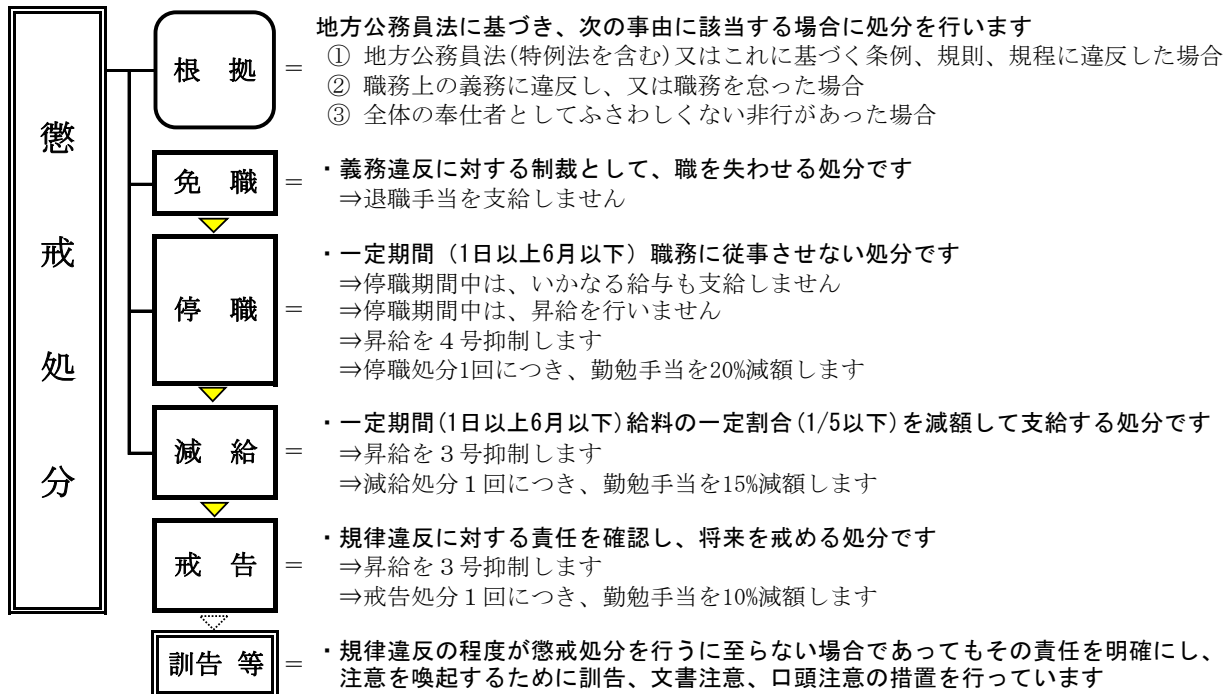 懲戒処分
根　拠
＝
地方公務員法に基づき、次の事由に該当する場合に処分を行います
① 地方公務員法(特例法を含む)又はこれに基づく条例、規則、規程に違反した場合
② 職務上の義務に違反し、又は職務を怠った場合
③ 全体の奉仕者としてふさわしくない非行があった場合
免　職
＝
・義務違反に対する制裁として、職を失わせる処分です
⇒退職手当を支給しません
停　職
＝
・一定期間（1日以上6月以下）職務に従事させない処分です
⇒停職期間中は、いかなる給与も支給しません
⇒停職期間中は、昇給を行いません
⇒昇給を４号抑制します
⇒停職処分1回につき、勤勉手当を20%減額します
減　給
＝
・一定期間(1日以上6月以下)給料の一定割合(1/5以下)を減額して支給する処分です
⇒昇給を３号抑制します
⇒減給処分１回につき、勤勉手当を15%減額します
戒　告
＝
・規律違反に対する責任を確認し、将来を戒める処分です
⇒昇給を３号抑制します
⇒戒告処分１回につき、勤勉手当を10%減額します
訓告 等
＝
・規律違反の程度が懲戒処分を行うに至らない場合であってもその責任を明確にし、
注意を喚起するために訓告、文書注意、口頭注意の措置を行っています